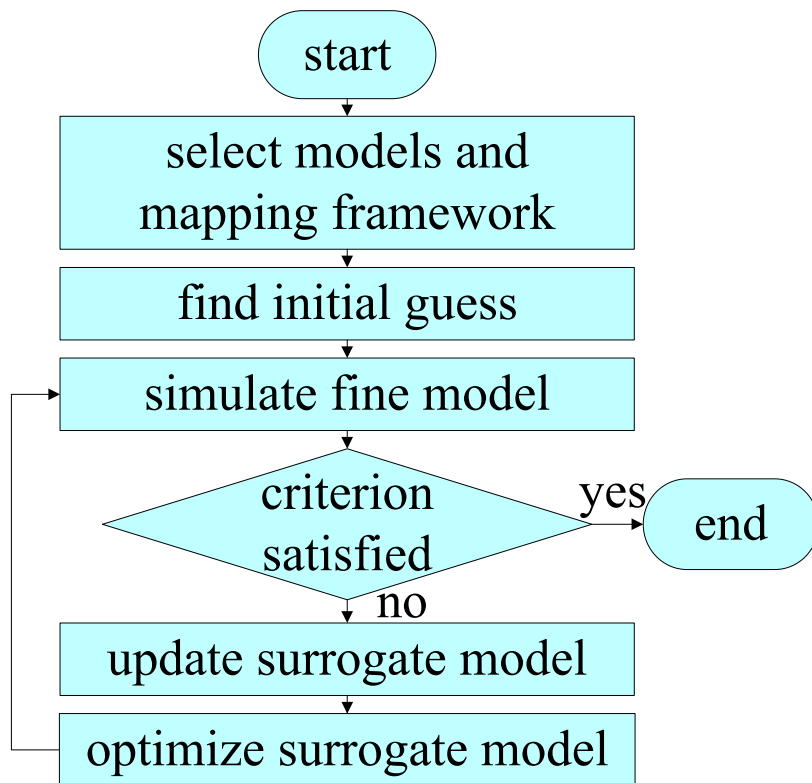 start
select models and
mapping framework
find initial guess
simulate fine model
criterion
satisfied
yes
end
no
update surrogate model
optimize surrogate model